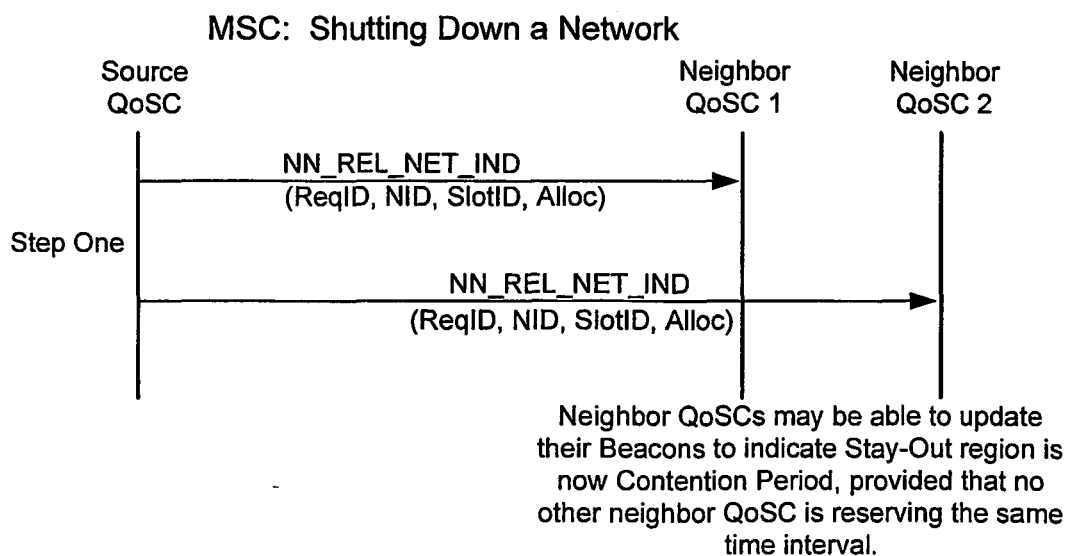 MSC: Shutting Down a Network
Source
QoSC
Neighbor
QoSC 1
Neighbor
QoSC 2
NN_REL_NET_IND
(ReqID, NID, SlotID, Alloc)
Step One
NN_REL_NET_IND
(ReqID, NID, SlotID, Alloc)
Neighbor QoSCs may be able to update
their Beacons to indicate Stay-Out region is
now Contention Period, provided that no
other neighbor QoSC is reserving the same
time interval.